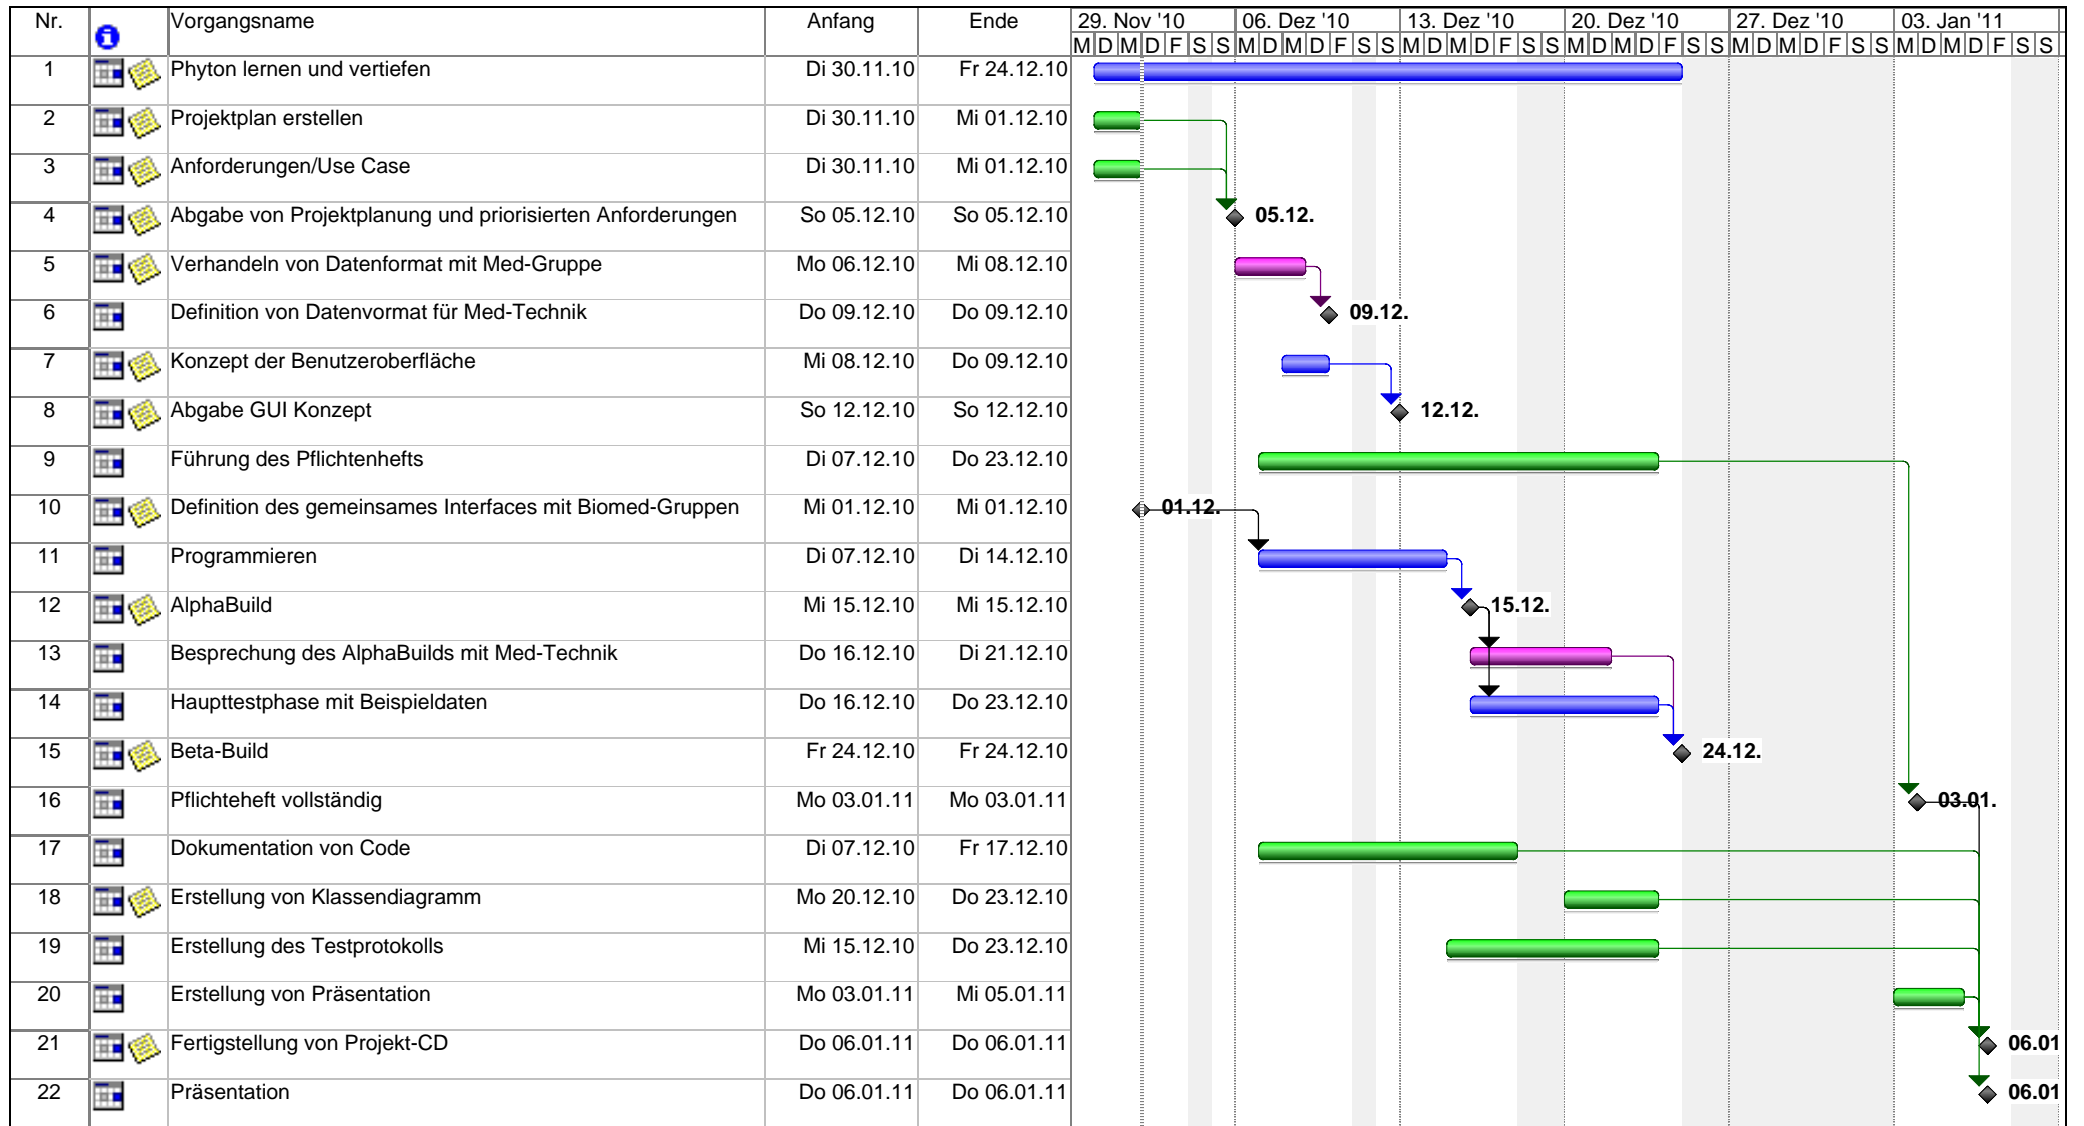 Nr. Vorgangsname Anfang Ende 29. Nov '10 06. Dez '10 13. Dez '10 20. Dez '10 27. Dez '10 03. Jan '11
M D M D F S S M D M D F S S M D M D F S S M D M D F S S M D M D F S S M D M D F S S
1 Phyton lernen und vertiefen Di 30.11.10 Fr 24.12.10
2 Projektplan erstellen Di 30.11.10 Mi 01.12.10
3 Anforderungen/Use Case Di 30.11.10 Mi 01.12.10
4 Abgabe von Projektplanung und priorisierten Anforderungen So 05.12.10 So 05.12.10 05.12.
5 Verhandeln von Datenformat mit Med-Gruppe Mo 06.12.10 Mi 08.12.10
6 Definition von Datenvormat für Med-Technik Do 09.12.10 Do 09.12.10 09.12.
7 Konzept der Benutzeroberfläche Mi 08.12.10 Do 09.12.10
8 Abgabe GUI Konzept So 12.12.10 So 12.12.10 12.12.
9 Führung des Pflichtenhefts Di 07.12.10 Do 23.12.10
10 Definition des gemeinsames Interfaces mit Biomed-Gruppen Mi 01.12.10 Mi 01.12.10 01.12.
11 Programmieren Di 07.12.10 Di 14.12.10
12 AlphaBuild Mi 15.12.10 Mi 15.12.10 15.12.
13 Besprechung des AlphaBuilds mit Med-Technik Do 16.12.10 Di 21.12.10
14 Haupttestphase mit Beispieldaten Do 16.12.10 Do 23.12.10
15 Beta-Build Fr 24.12.10 Fr 24.12.10 24.12.
16 Pflichteheft vollständig Mo 03.01.11 Mo 03.01.11 03.01.
17 Dokumentation von Code Di 07.12.10 Fr 17.12.10
18 Erstellung von Klassendiagramm Mo 20.12.10 Do 23.12.10
19 Erstellung des Testprotokolls Mi 15.12.10 Do 23.12.10
20 Erstellung von Präsentation Mo 03.01.11 Mi 05.01.11
21 Fertigstellung von Projekt-CD Do 06.01.11 Do 06.01.11 06.01
22 Präsentation Do 06.01.11 Do 06.01.11 06.01